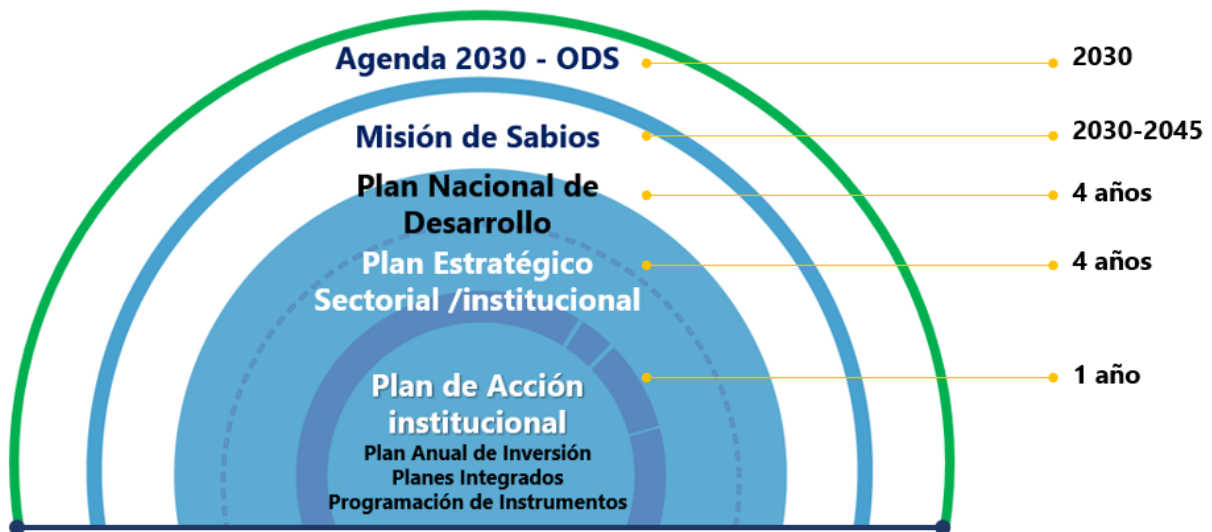 Agenda 2030 - ODS
2030
Misión de Sabios
2030-2045
Plan Nacional de
Desarrollo
4 años
Plan Estratégico
Sectorial /institucional
4 años
Plan de Acción
institucional
1 año
Plan Anual de Inversión
Planes Integrados
Programación de Instrumentos